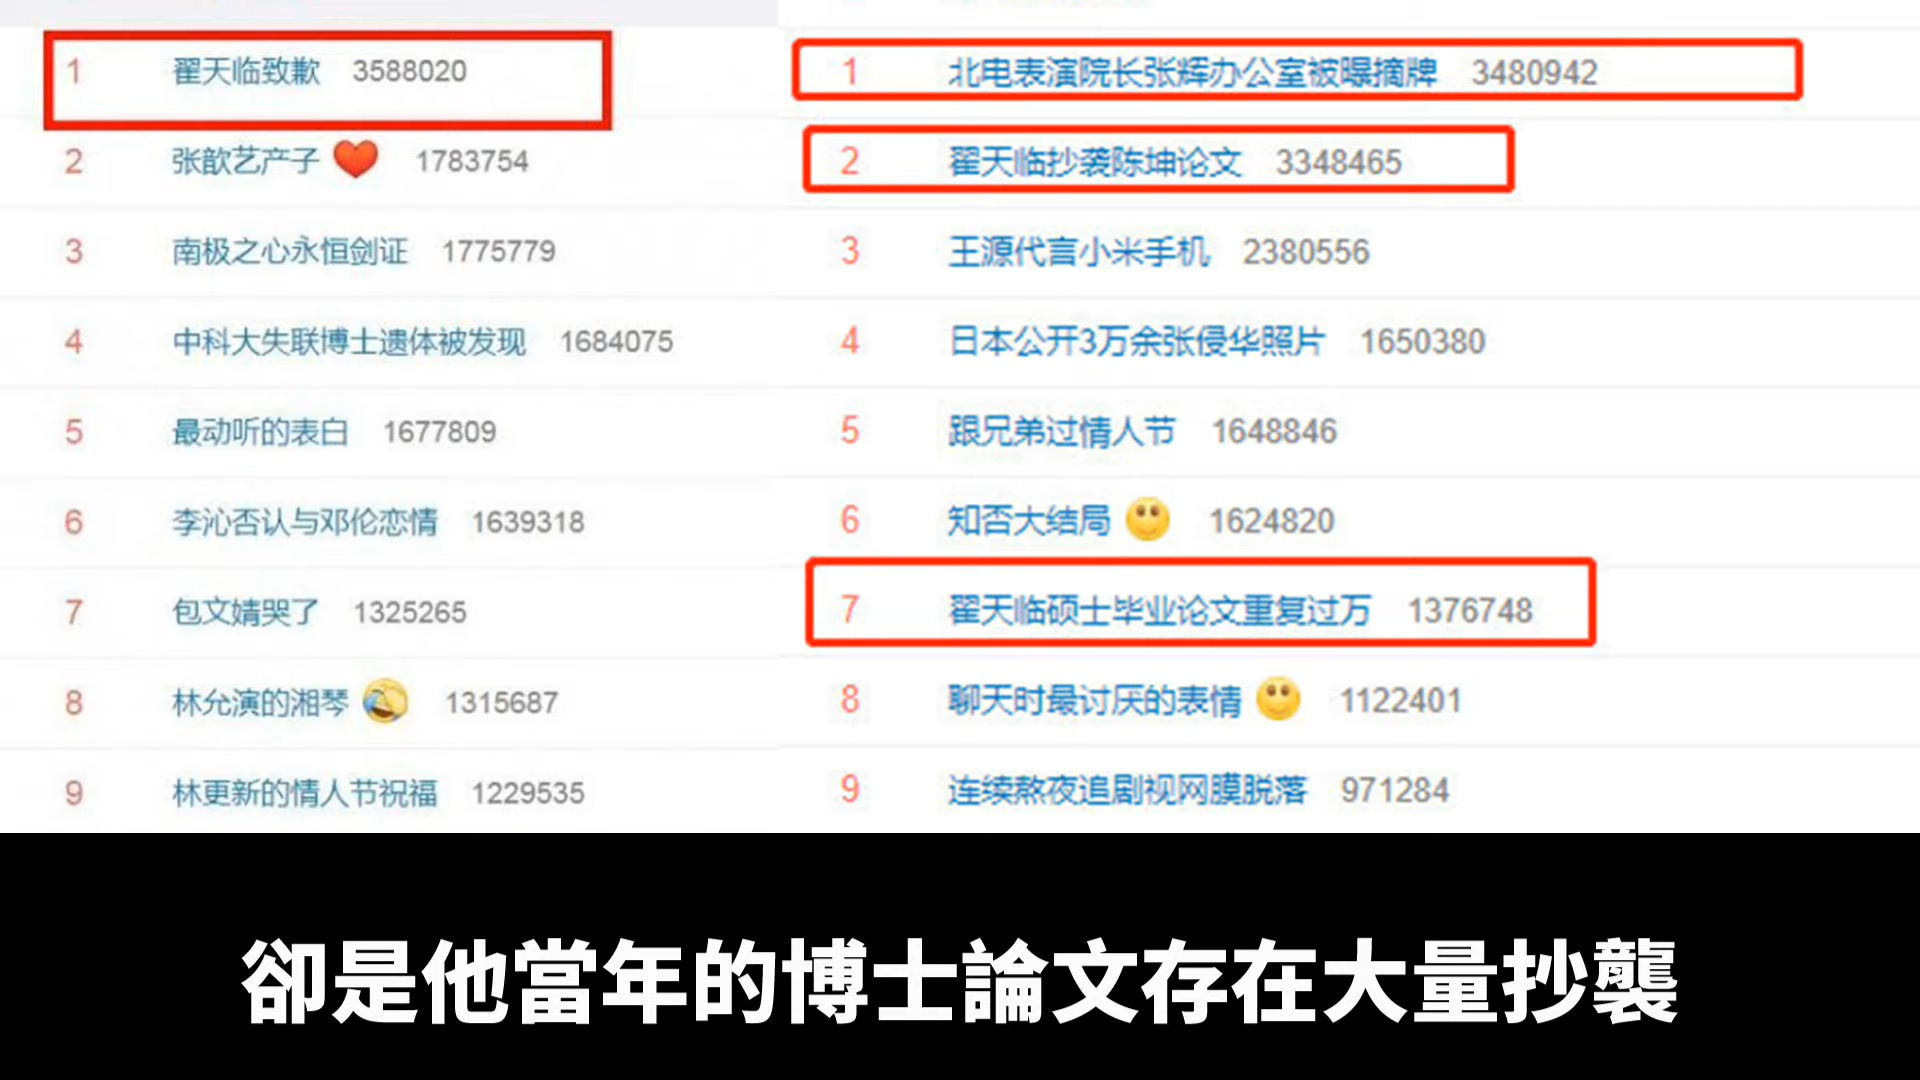 1 翟天临致歉 3588020
2 张歆艺产子 1783754
3 南极之心永恒剑证 1775779
4 中科大失联博士遗体被发现 1684075
5 最动听的表白 1677809
6 李沁否认与邓伦恋情 1639318
7 包文婧哭了 1325265
8 林允演的湘琴 1315687
9 林更新的情人节祝福 1229535
1 北电表演院长张辉办公室被曝摘牌 3480942
2 翟天临抄袭陈坤论文 3348465
3 王源代言小米手机 2380556
4 日本公开3万余张侵华照片 1650380
5 跟兄弟过情人节 1648846
6 知否大结局 1624820
7 翟天临硕士毕业论文重复过万 1376748
8 聊天时最讨厌的表情 1122401
9 连续熬夜追剧视网膜脱落 971284
卻是他當年的博士論文存在大量抄襲